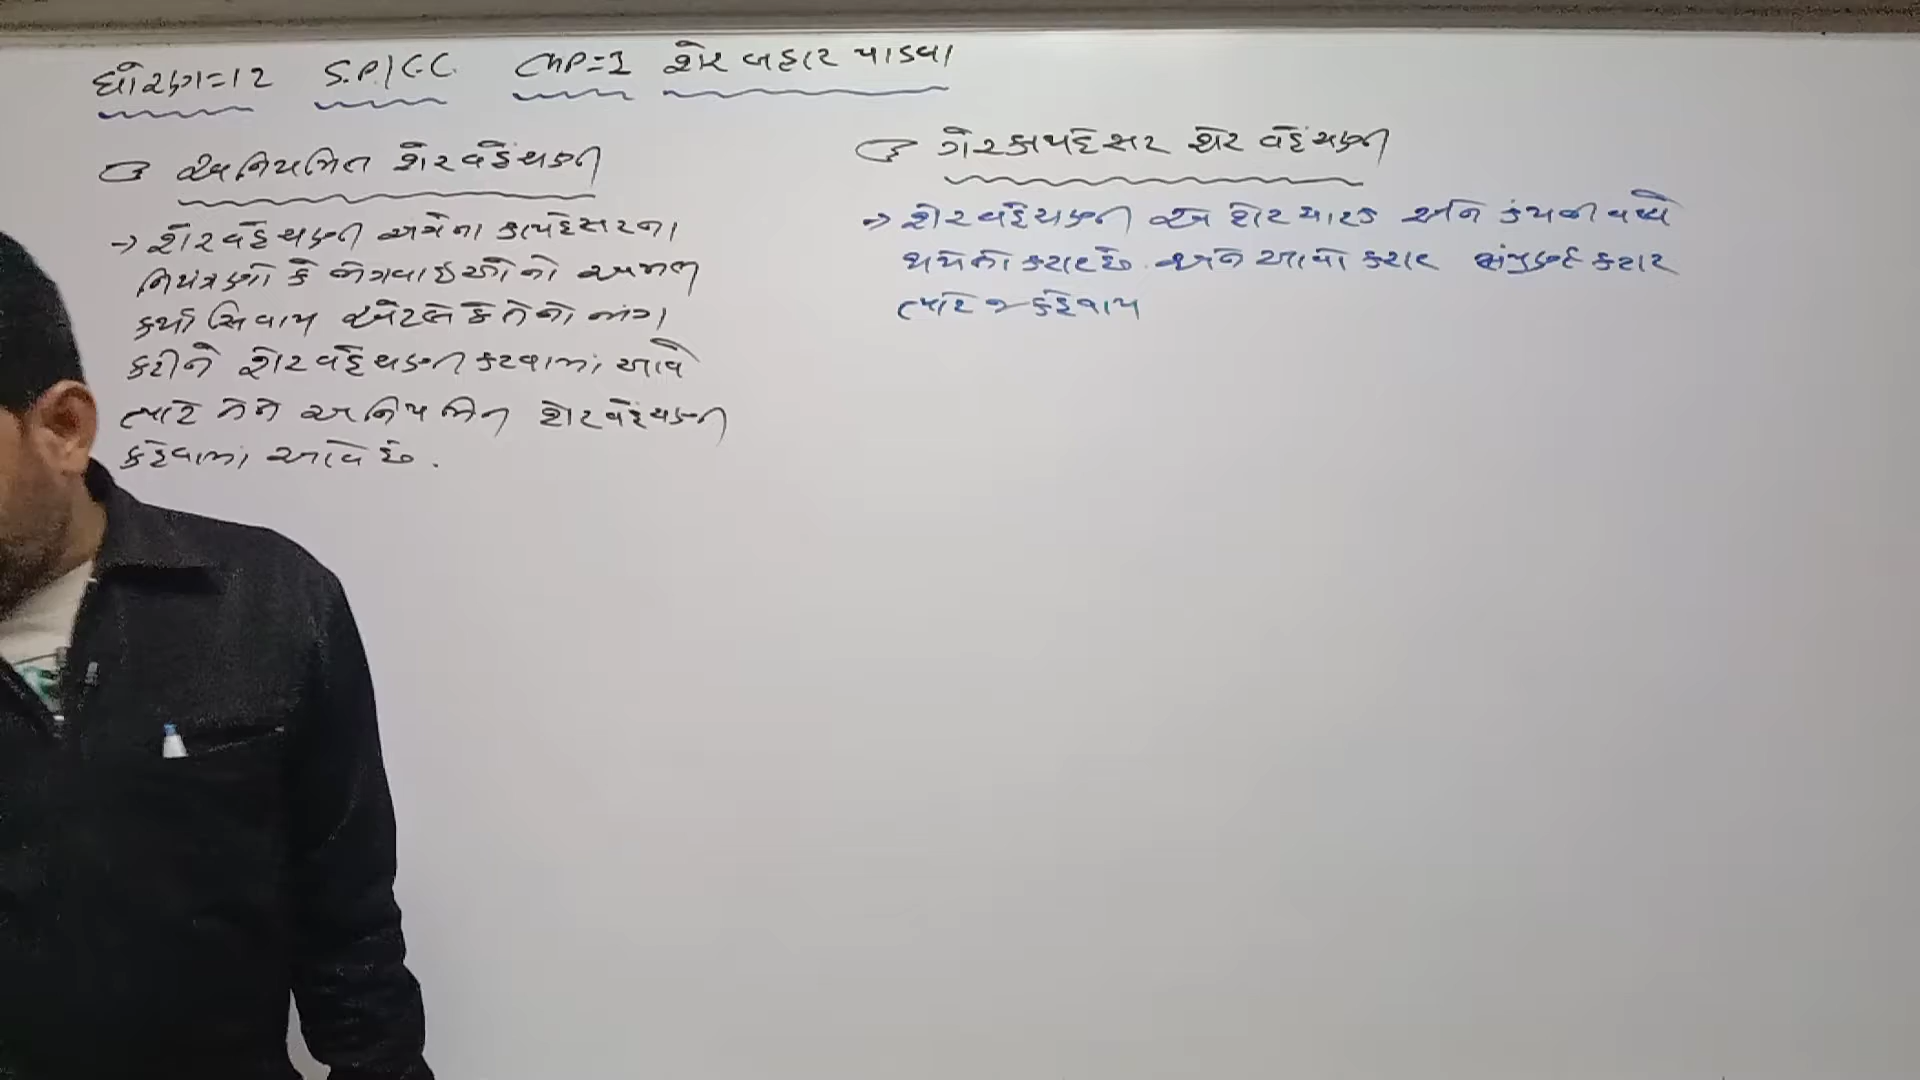 ધોરણ=12 S.P./C.C. CHP=1 શેર બહાર પાડવા
અનિયમિત શેરવહેંચણી
→ શેરવહેંચણી અંગેના કાયદેસરના
નિયંત્રણો કે જોગવાઇઓનો અમલ
કર્યા સિવાય એટલે કે તેનો ભંગ
કરીને શેરવહેંચણી કરવામાં આવે
ત્યારે તેને અનિયમિત શેરવહેંચણી
કહેવામાં આવે છે.
ગેરકાયદેસર શેર વહેંચણી
→ શેરવહેંચણી એ શેરધારક અને કંપની વચ્ચે
થયેલો કરાર છે. અને આવો કરાર સંપૂર્ણ કરાર
ત્યારે જ કહેવાય